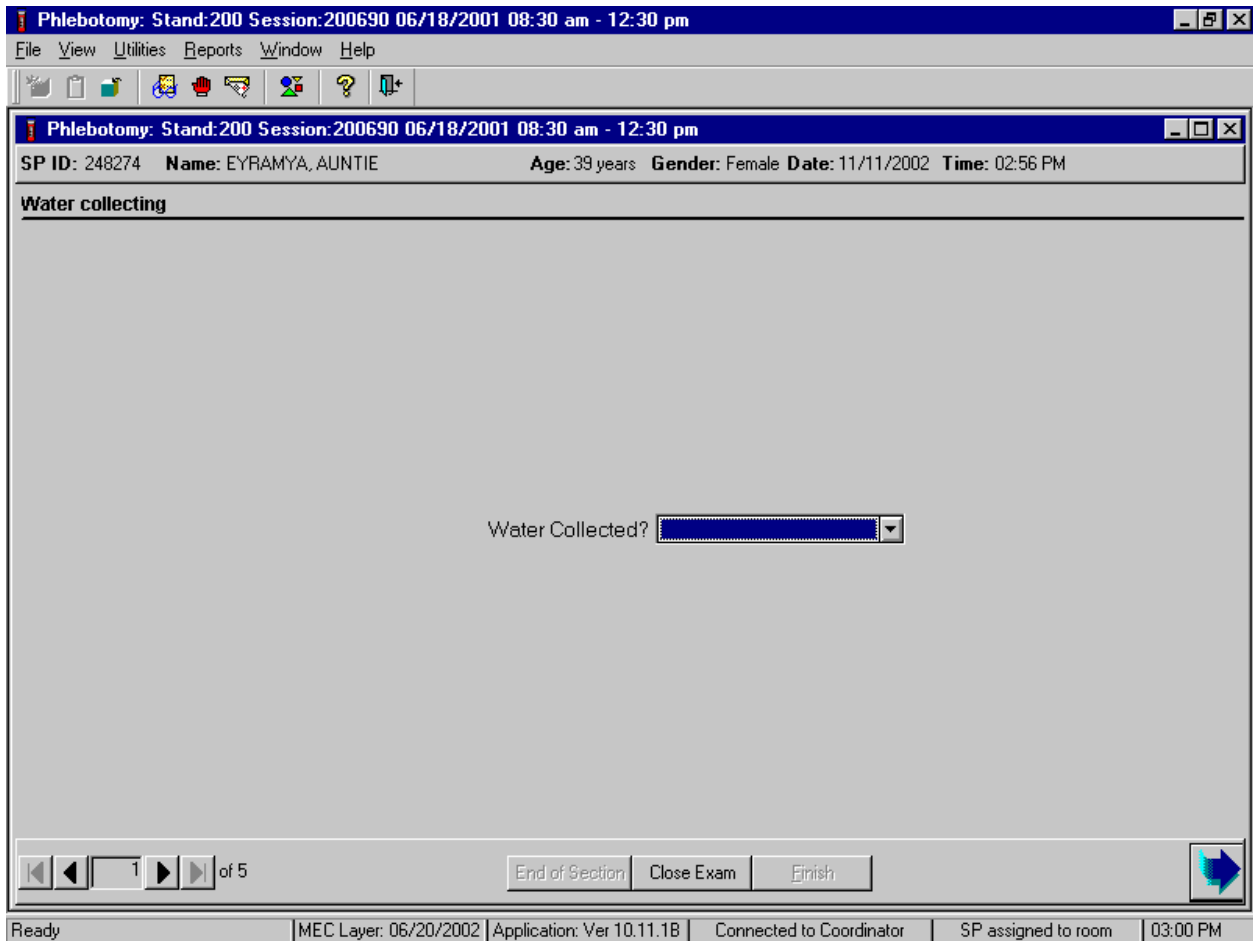 Phlebotomy: Stand:200 Session:200690 06/18/2001 08:30 am - 12:30 pm
File View Utilities Reports Window Help
Phlebotomy: Stand:200 Session:200690 06/18/2001 08:30 am - 12:30 pm
SP ID: 248274 Name: EYRAMYA, AUNTIE Age: 39 years Gender: Female Date: 11/11/2002 Time: 02:56 PM
Water collecting
Water Collected?
1 of 5 End of Section Close Exam Finish
Ready MEC Layer: 06/20/2002 Application: Ver 10.11.1B Connected to Coordinator SP assigned to room 03:00 PM